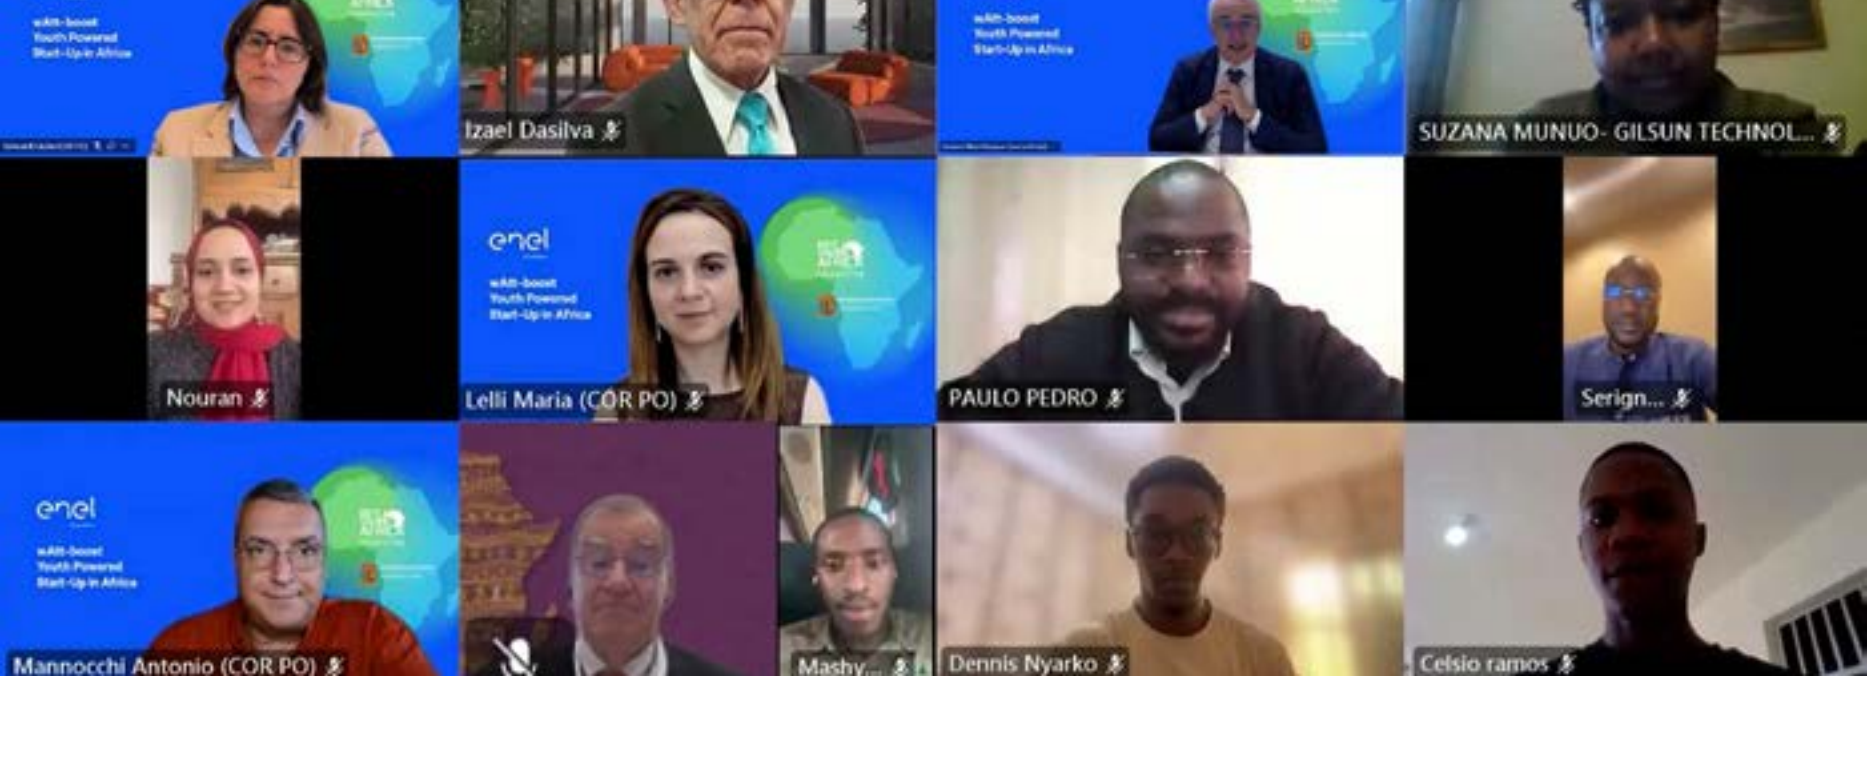 wAtt-boost
Youth Powered
Start-Up in Africa
AFRICA
Izael Dasilva
wAtt-boost
Youth Powered
Start-Up in Africa
SUZANA MUNUO- GILSUN TECHNOL...
Nouran
enel
wAtt-boost
Youth Powered
Start-Up in Africa
AFRICA
Lelli Maria (COR PO)
PAULO PEDRO
Serign...
enel
wAtt-boost
Youth Powered
Start-Up in Africa
AFRICA
Mannocchi Antonio (COR PO)
Mashy...
Dennis Nyarko
Celsio ramos